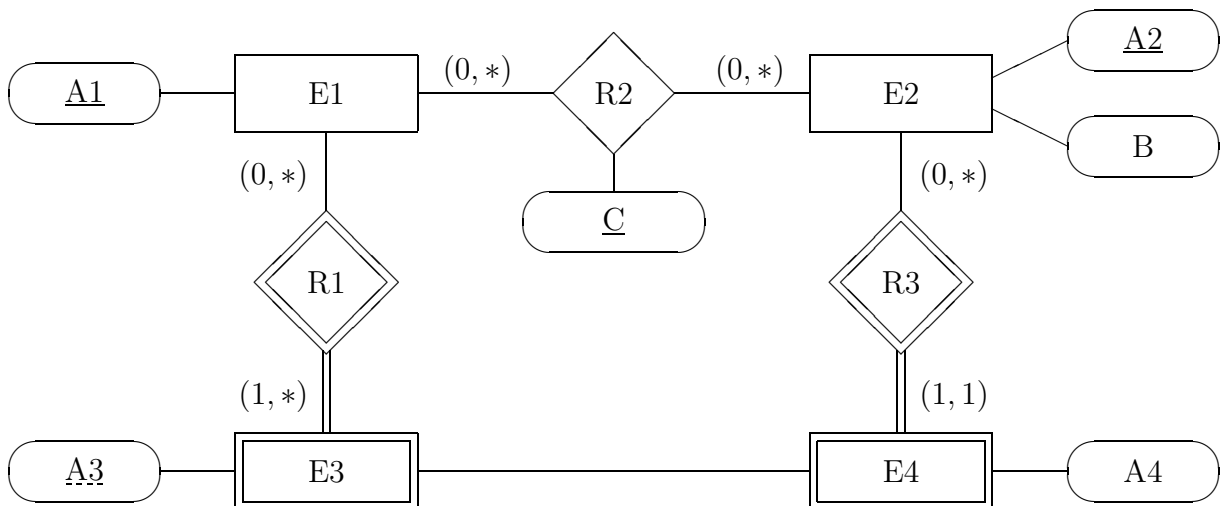 A2
(0, ∗)
(0, ∗)
A1
E1
R2
E2
B
(0, ∗)
(0, ∗)
C
R1
R3
(1, ∗)
(1, 1)
A3
E3
E4
A4